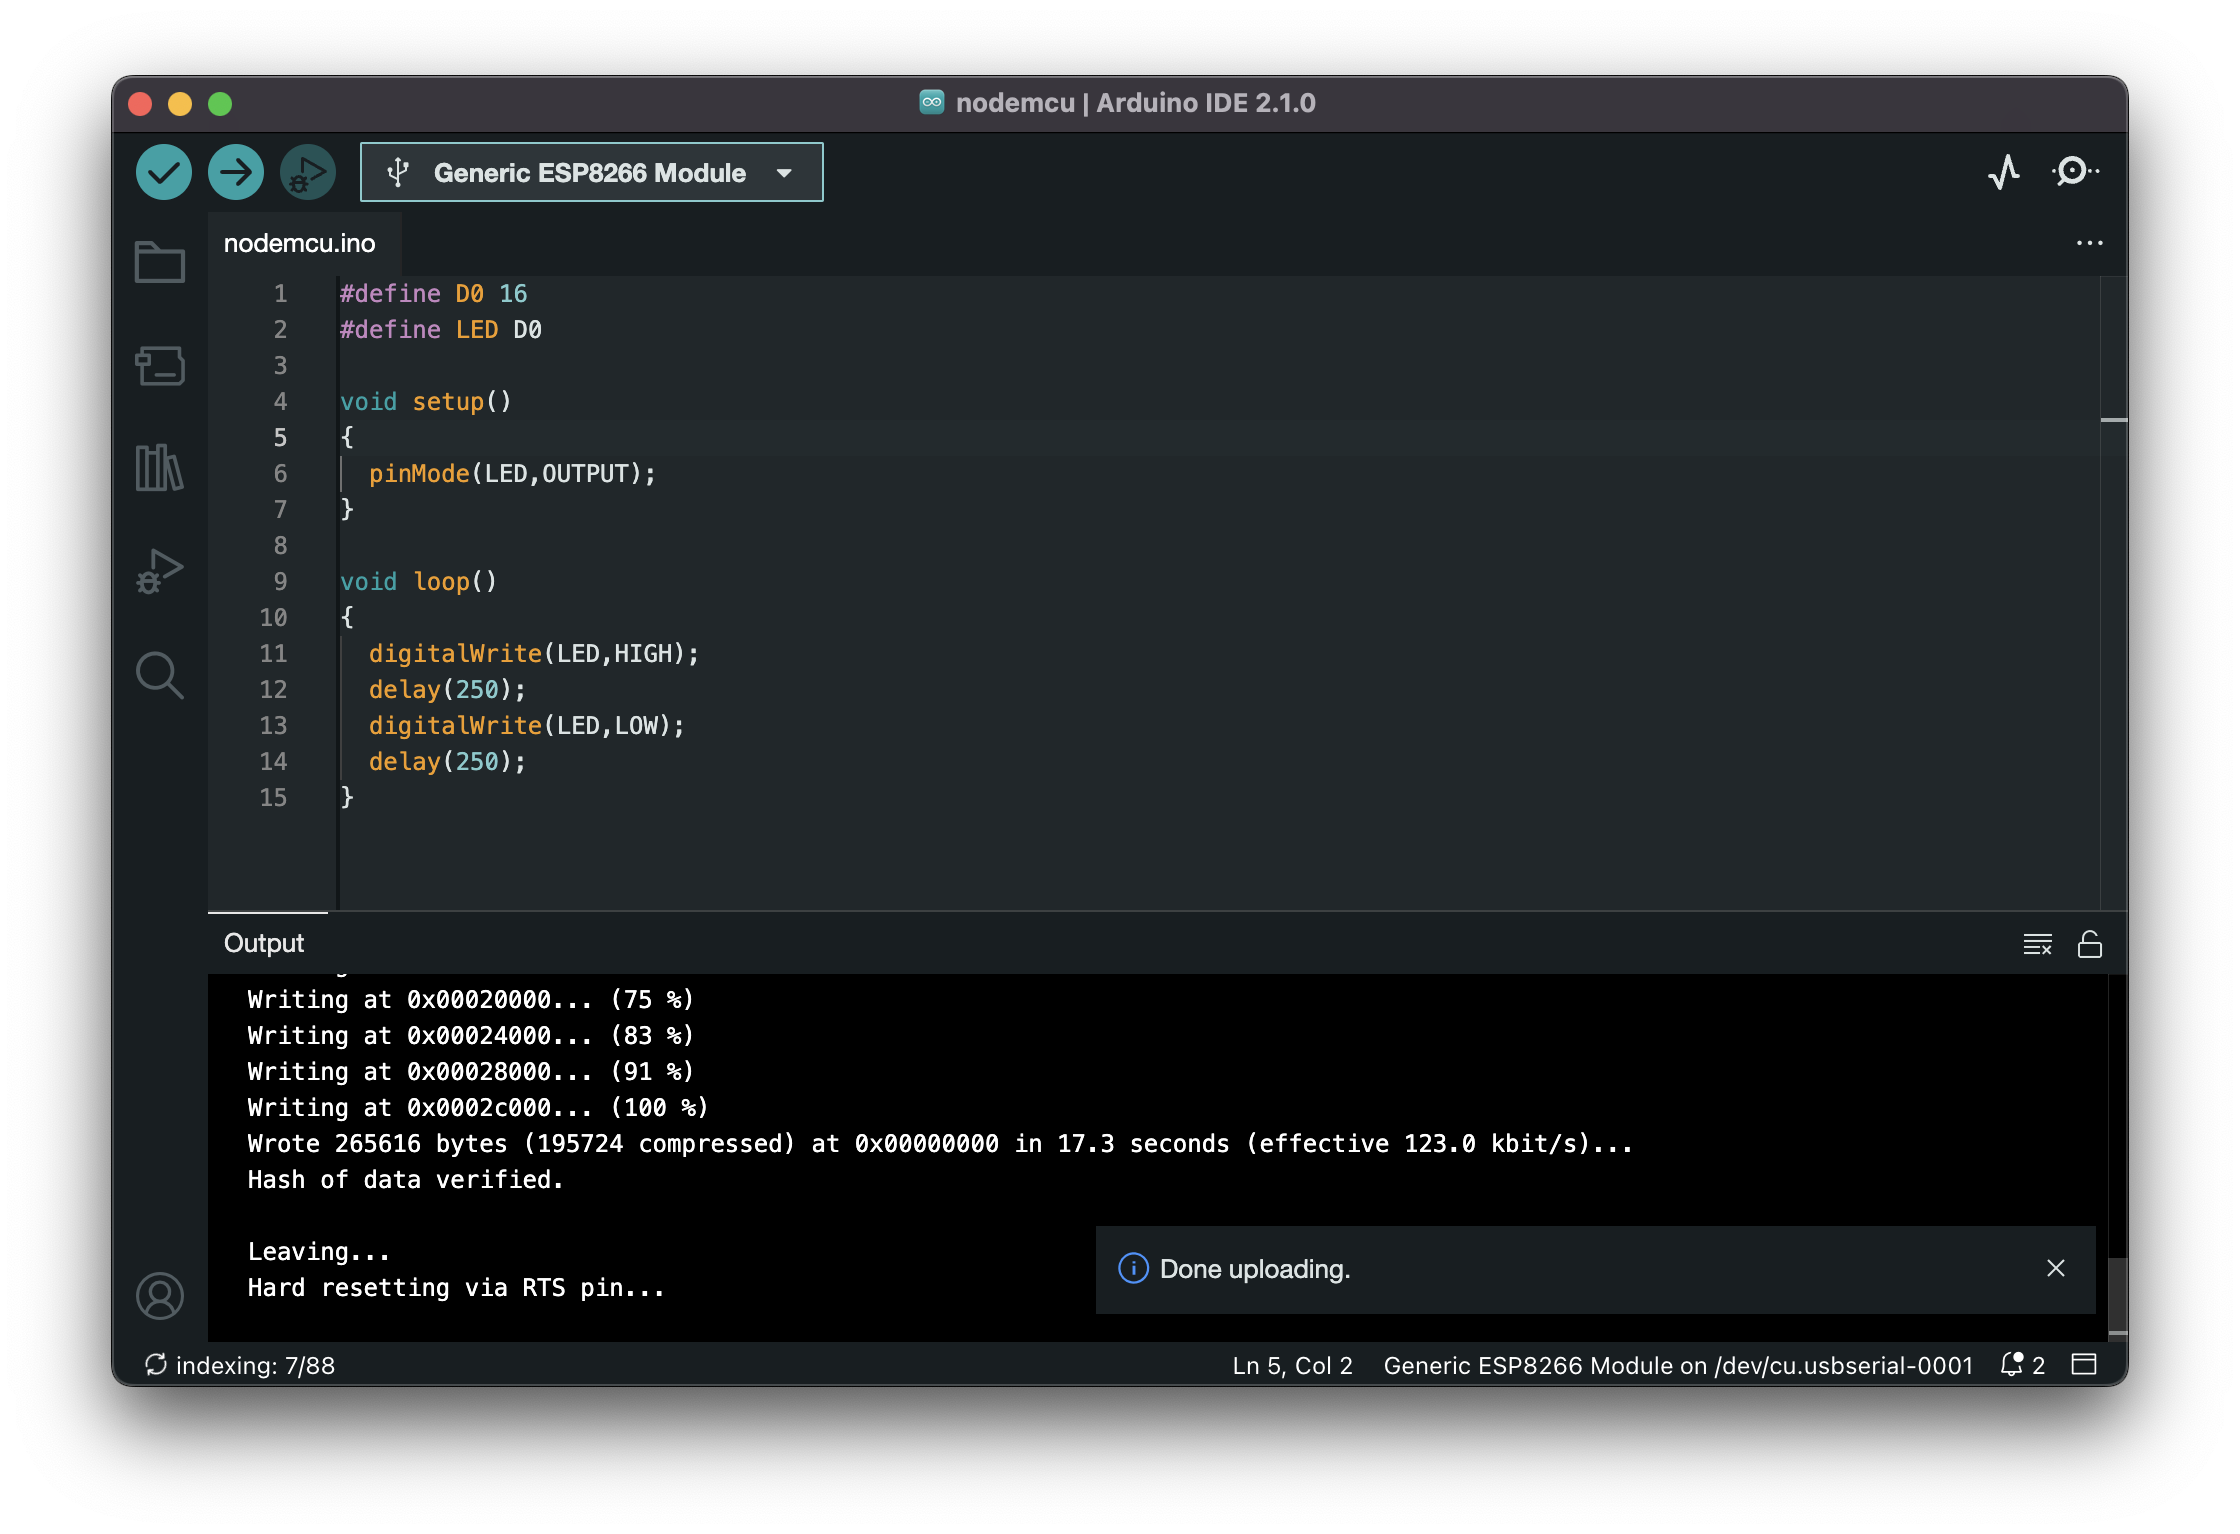 nodemcu | Arduino IDE 2.1.0
Generic ESP8266 Module
nodemcu.ino
1 #define D0 16
2 #define LED D0
3
4 void setup()
5 {
6 pinMode(LED,OUTPUT);
7 }
8
9 void loop()
10 {
11 digitalWrite(LED,HIGH);
12 delay(250);
13 digitalWrite(LED,LOW);
14 delay(250);
15 }
Output
Writing at 0x00020000... (75 %)
Writing at 0x00024000... (83 %)
Writing at 0x00028000... (91 %)
Writing at 0x0002c000... (100 %)
Wrote 265616 bytes (195724 compressed) at 0x00000000 in 17.3 seconds (effective 123.0 kbit/s)...
Hash of data verified.
Leaving...
Hard resetting via RTS pin...
Done uploading.
indexing: 7/88
Ln 5, Col 2
Generic ESP8266 Module on /dev/cu.usbserial-0001
2